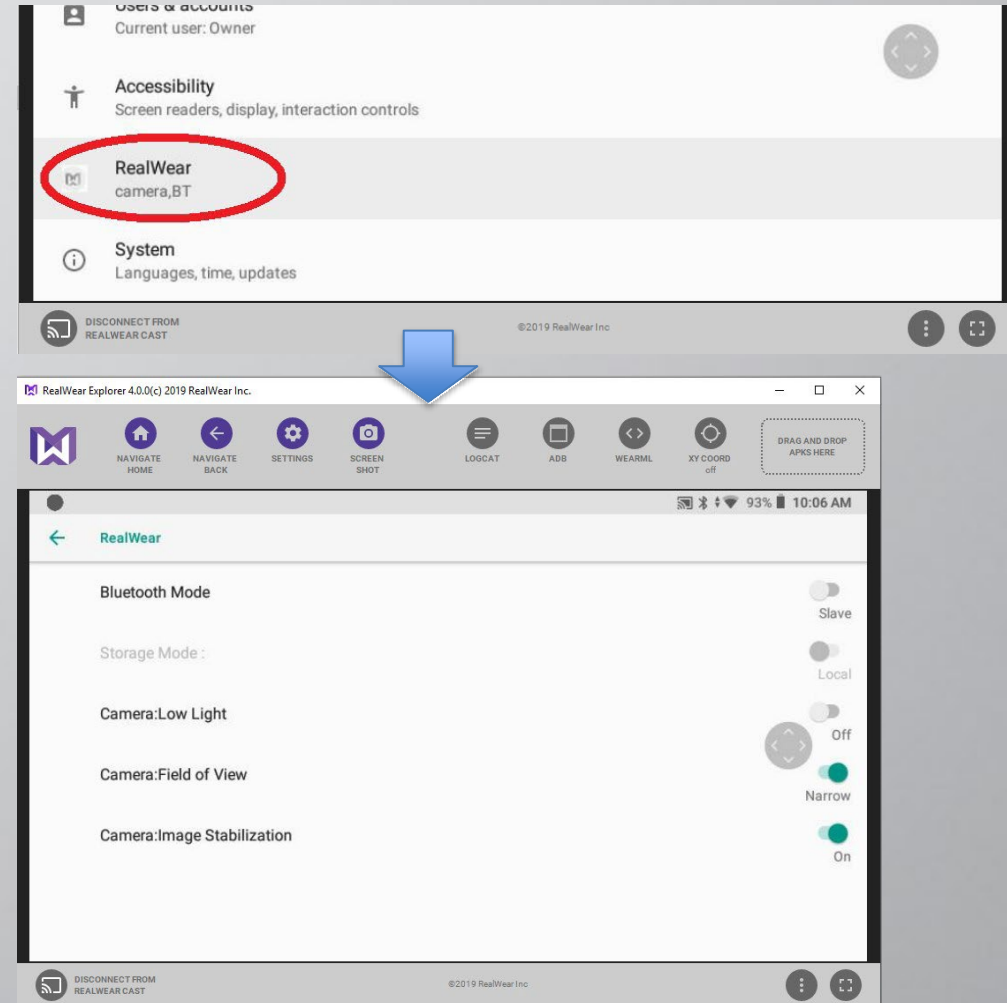 Users & accounts
Current user: Owner
Accessibility
Screen readers, display, interaction controls
RealWear
camera,BT
System
Languages, time, updates
DISCONNECT FROM
REALWEAR CAST
©2019 RealWear Inc
RealWear Explorer 4.0.0(c) 2019 RealWear Inc.
NAVIGATE
HOME
NAVIGATE
BACK
SETTINGS
SCREEN
SHOT
LOGCAT
ADB
WEARML
XY COORD
off
DRAG AND DROP
APKS HERE
93% 10:06 AM
RealWear
Bluetooth Mode
Slave
Storage Mode :
Local
Camera:Low Light
Off
Camera:Field of View
Narrow
Camera:Image Stabilization
On
DISCONNECT FROM
REALWEAR CAST
©2019 RealWear Inc